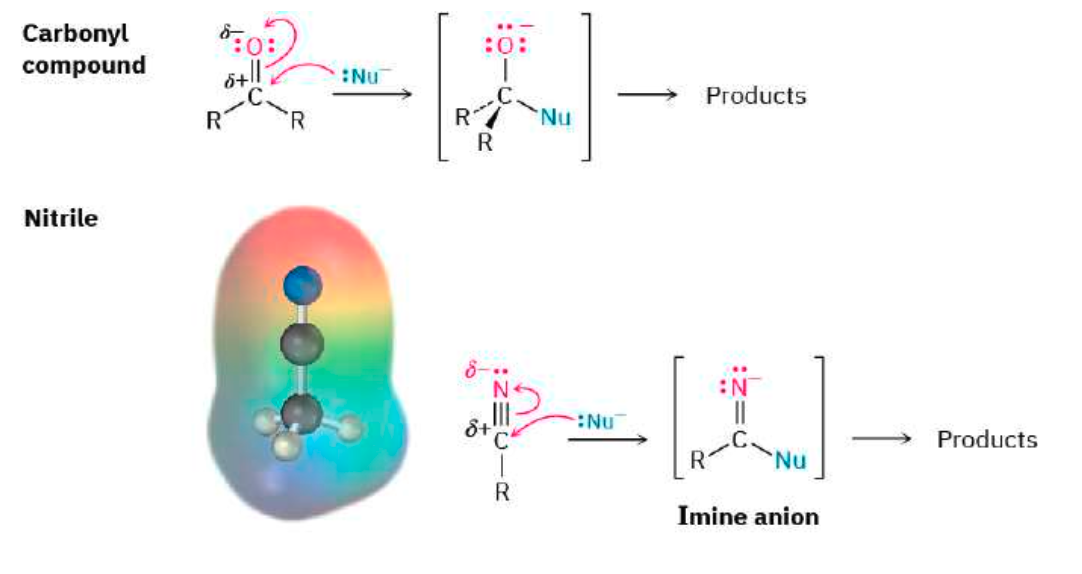 Carbonyl
compound
δ−
:O:
δ+
C
R R
:Nu−
:O:−
C
R Nu
R
Products
Nitrile
δ−
N
δ+
C
R
:Nu−
:N−
C
R Nu
Products
Imine anion